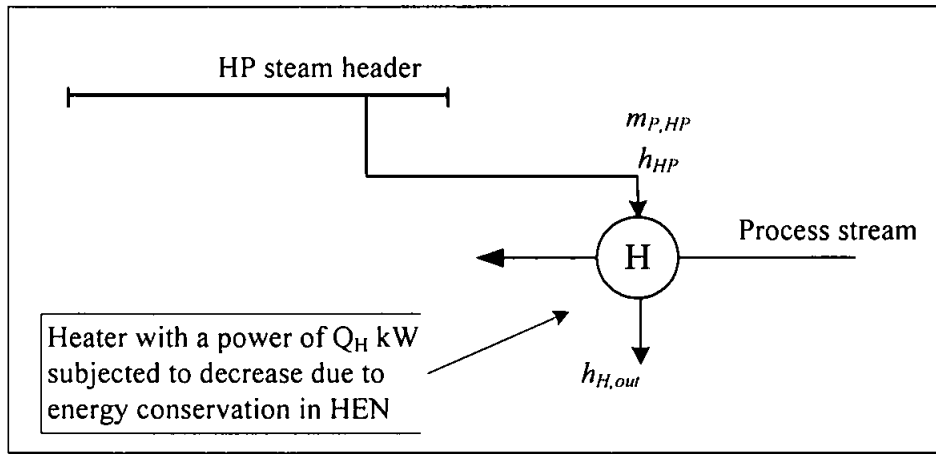 HP steam header
m_{P,HP}
h_{HP}
Process stream
H
Heater with a power of Q_H kW
subjected to decrease due to
energy conservation in HEN
h_{H,out}